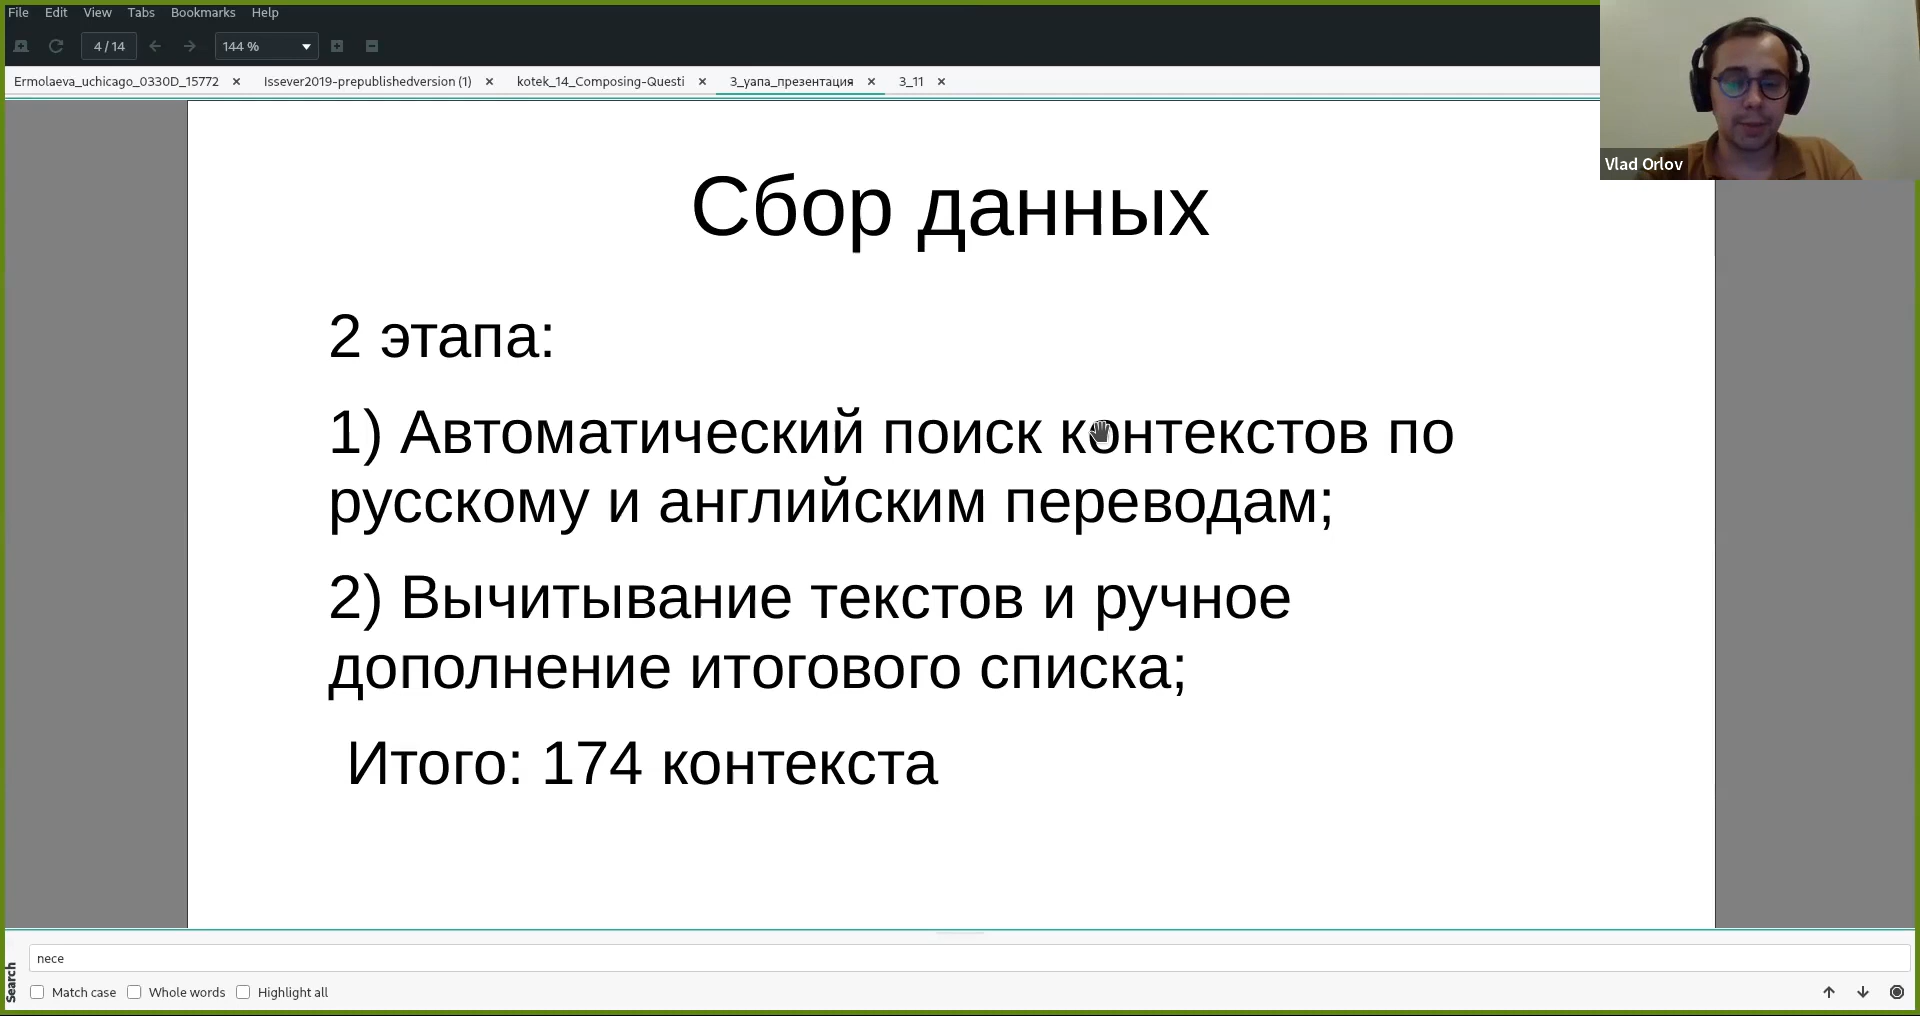 File Edit View Tabs Bookmarks Help
4 / 14 144 %
Ermolaeva_uchicago_0330D_15772 Issever2019-prepublishedversion (1) kotek_14_Composing-Questi 3_уапа_презентация 3_11
Vlad Orlov
Сбор данных
2 этапа:
1) Автоматический поиск контекстов по
русскому и английским переводам;
2) Вычитывание текстов и ручное
дополнение итогового списка;
Итого: 174 контекста
Search
nece
Match case Whole words Highlight all